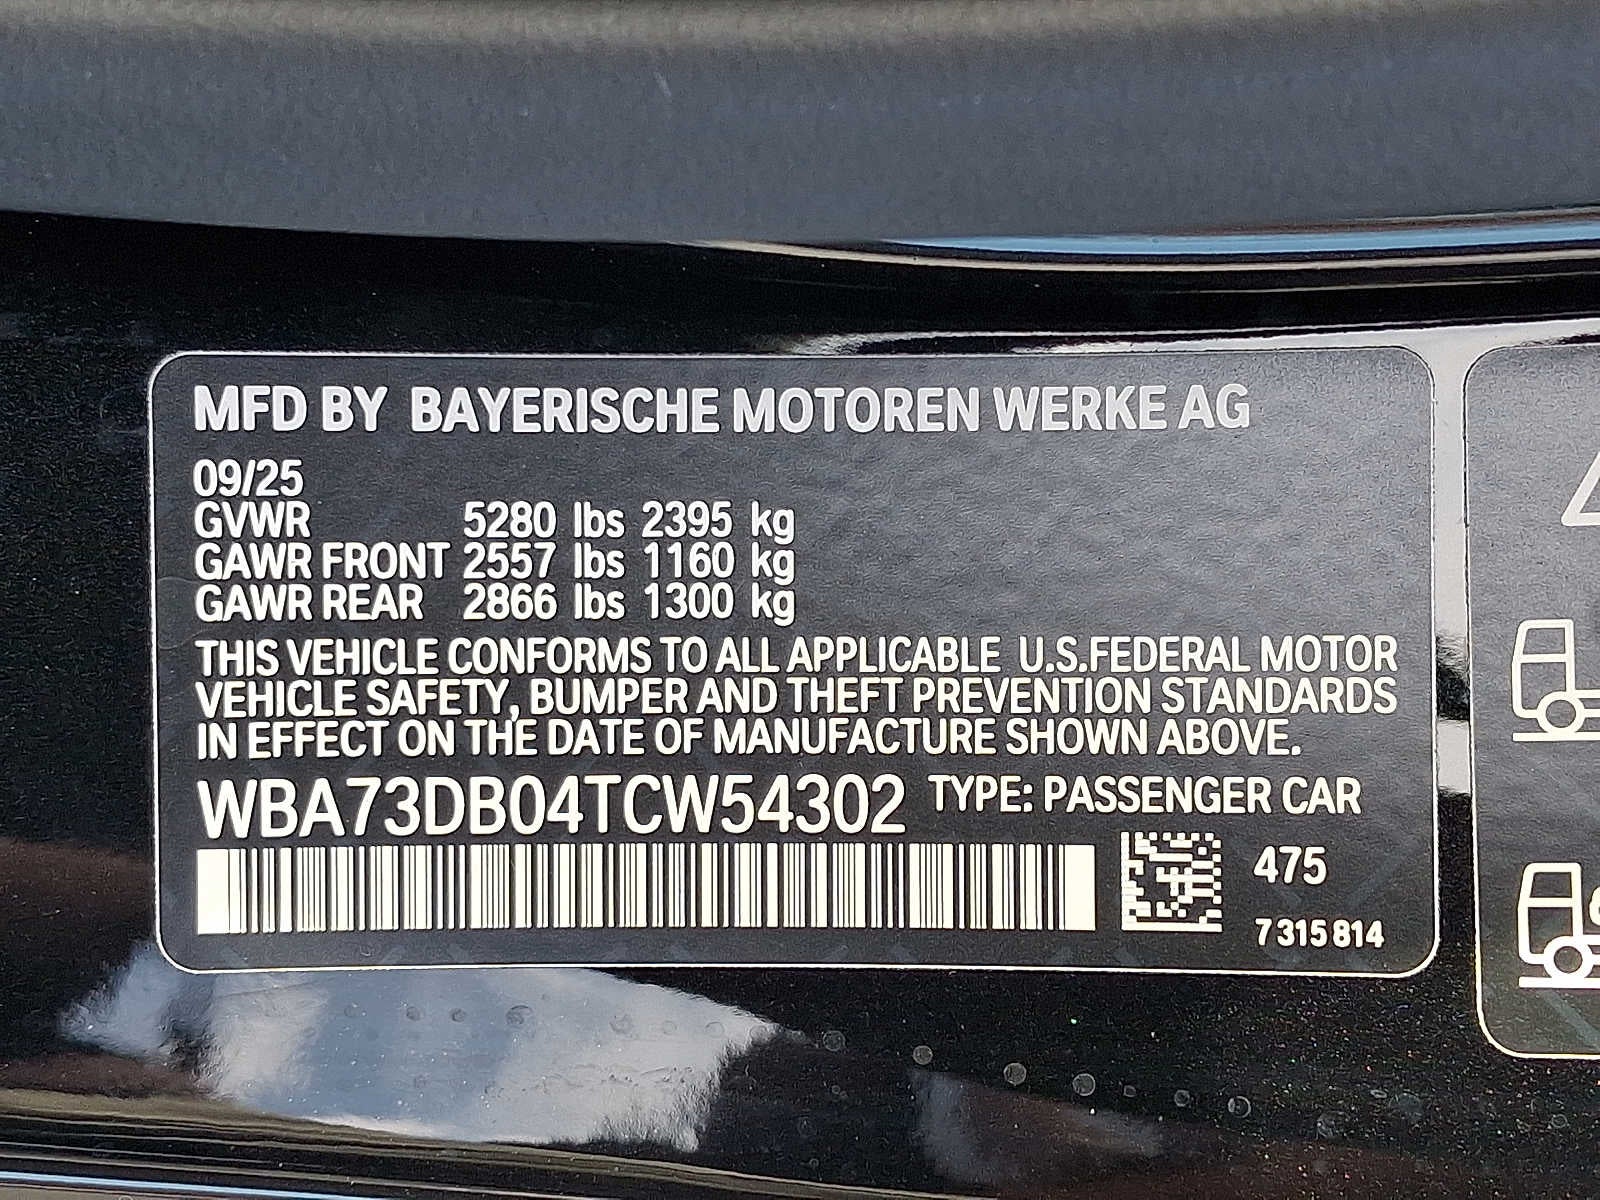 MFD BY BAYERISCHE MOTOREN WERKE AG
09/25
GVWR 5280 lbs 2395 kg
GAWR FRONT 2557 lbs 1160 kg
GAWR REAR 2866 lbs 1300 kg
THIS VEHICLE CONFORMS TO ALL APPLICABLE U.S.FEDERAL MOTOR
VEHICLE SAFETY, BUMPER AND THEFT PREVENTION STANDARDS
IN EFFECT ON THE DATE OF MANUFACTURE SHOWN ABOVE.
WBA73DB04TCW54302 TYPE: PASSENGER CAR
475
7 315 814